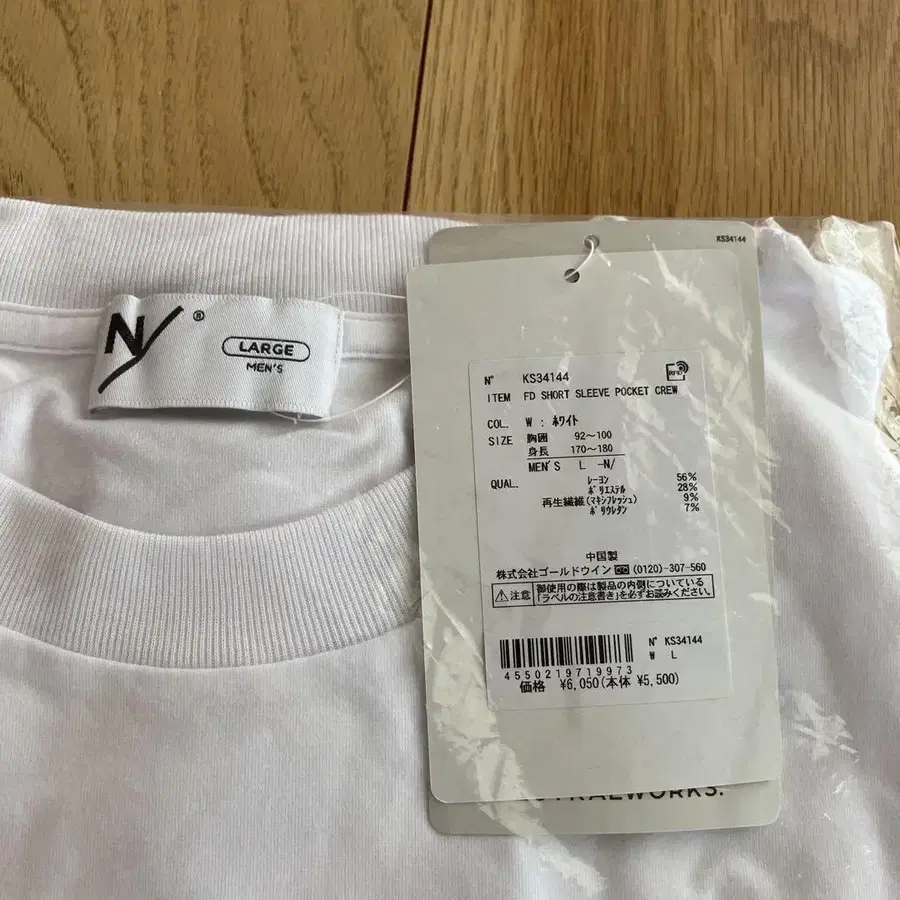 N/ ®
LARGE
MEN'S
KS34144
N° KS34144
ITEM FD SHORT SLEEVE POCKET CREW
COL. W : ホワイト
SIZE 胸囲 92～100
身長 170～180
MEN'S L -N/
QUAL. レーヨン 56%
ポリエステル 28%
再生繊維(マキシフレッシュ) 9%
ポリウレタン 7%
中国製
株式会社ゴールドウイン (0120)-307-560
⚠注意 御使用の際は製品の内側についている
「ラベルの注意書き」を必ずお読みください。
N° KS34144
W L
4550219719973
価格 ¥6,050(本体 ¥5,500)